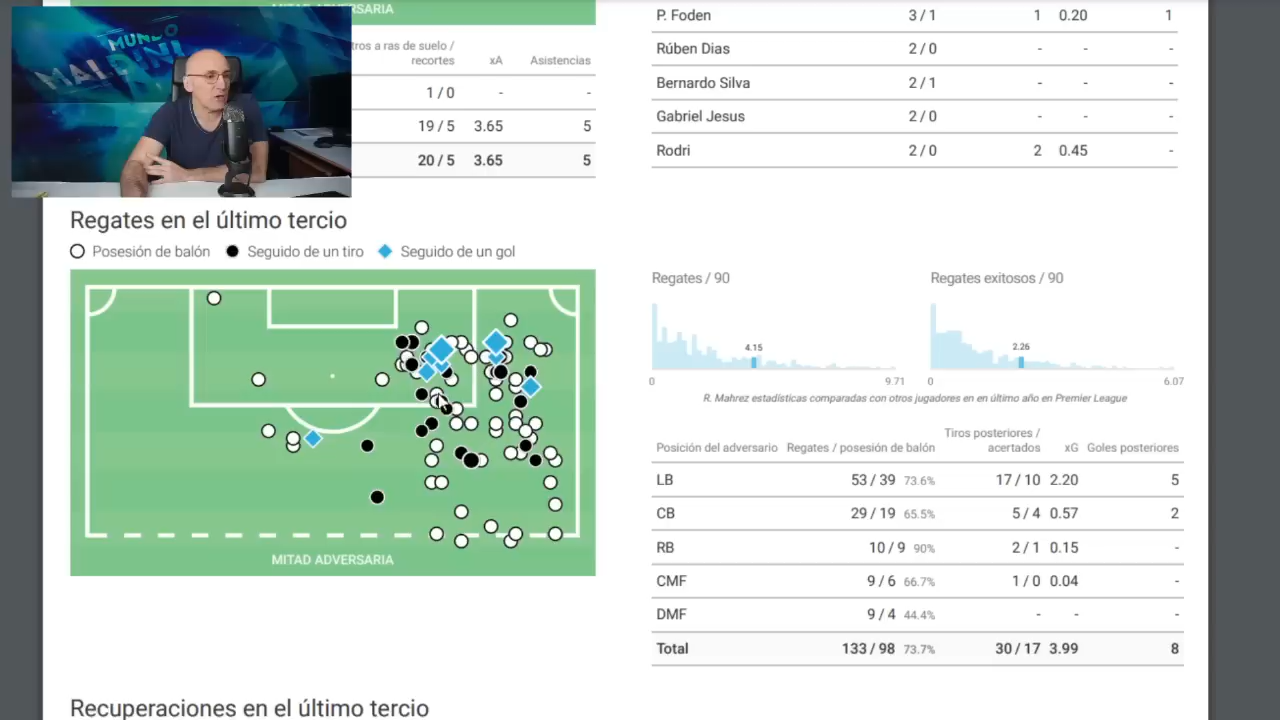 MITAD ADVERSARIA
MUNDO
MALDINI
tros a ras de suelo /
recortes xA Asistencias
1 / 0 - -
19 / 5 3.65 5
20 / 5 3.65 5
P. Foden 3 / 1 1 0.20 1
Rúben Dias 2 / 0 - - -
Bernardo Silva 2 / 1 - - -
Gabriel Jesus 2 / 0 - - -
Rodri 2 / 0 2 0.45 -
Regates en el último tercio
Posesión de balón Seguido de un tiro Seguido de un gol
MITAD ADVERSARIA
Regates / 90
4.15
0 9.71
Regates exitosos / 90
2.26
0 6.07
R. Mahrez estadísticas comparadas con otros jugadores en en último año en Premier League
Posición del adversario Regates / posesión de balón Tiros posteriores / acertados xG Goles posteriores
LB 53 / 39 73.6% 17 / 10 2.20 5
CB 29 / 19 65.5% 5 / 4 0.57 2
RB 10 / 9 90% 2 / 1 0.15 -
CMF 9 / 6 66.7% 1 / 0 0.04 -
DMF 9 / 4 44.4% - - -
Total 133 / 98 73.7% 30 / 17 3.99 8
Recuperaciones en el último tercio